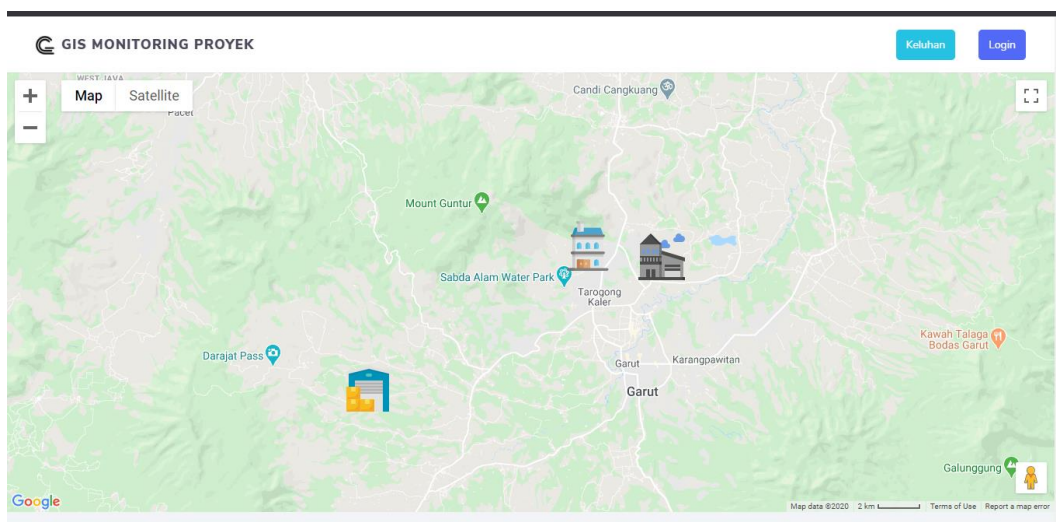 GIS MONITORING PROYEK
Keluhan
Login
WEST JAVA
+
Map
Satellite
Pacet
−
Candi Cangkuang
Mount Guntur
Sabda Alam Water Park
Tarogong
Kaler
Kawah Talaga
Bodas Garut
Darajat Pass
Garut
Karangpawitan
Garut
Galunggung
Google
Map data ©2020
2 km
Terms of Use
Report a map error